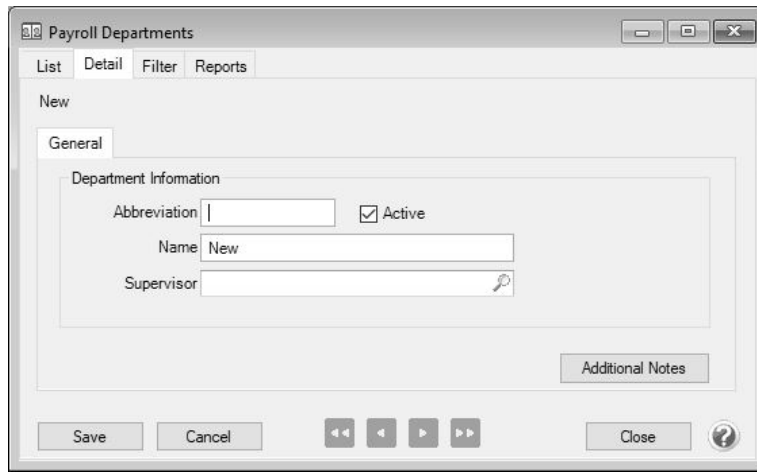 Payroll Departments
List Detail Filter Reports
New
General
Department Information
Abbreviation Active
Name New
Supervisor
Additional Notes
Save Cancel Close ?